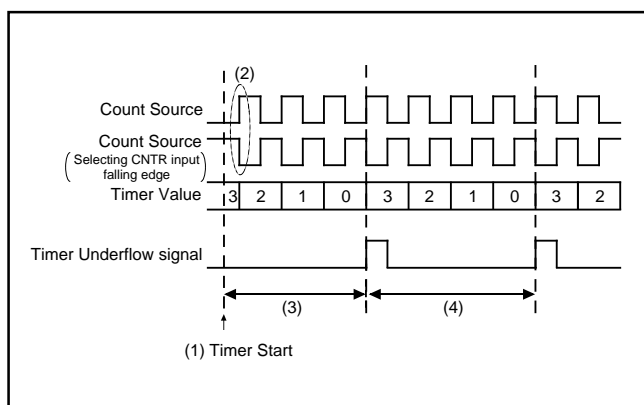 (2)
Count Source
Count Source
(Selecting CNTR input
falling edge)
Timer Value 3 2 1 0 3 2 1 0 3 2
Timer Underflow signal
(3) (4)
(1) Timer Start